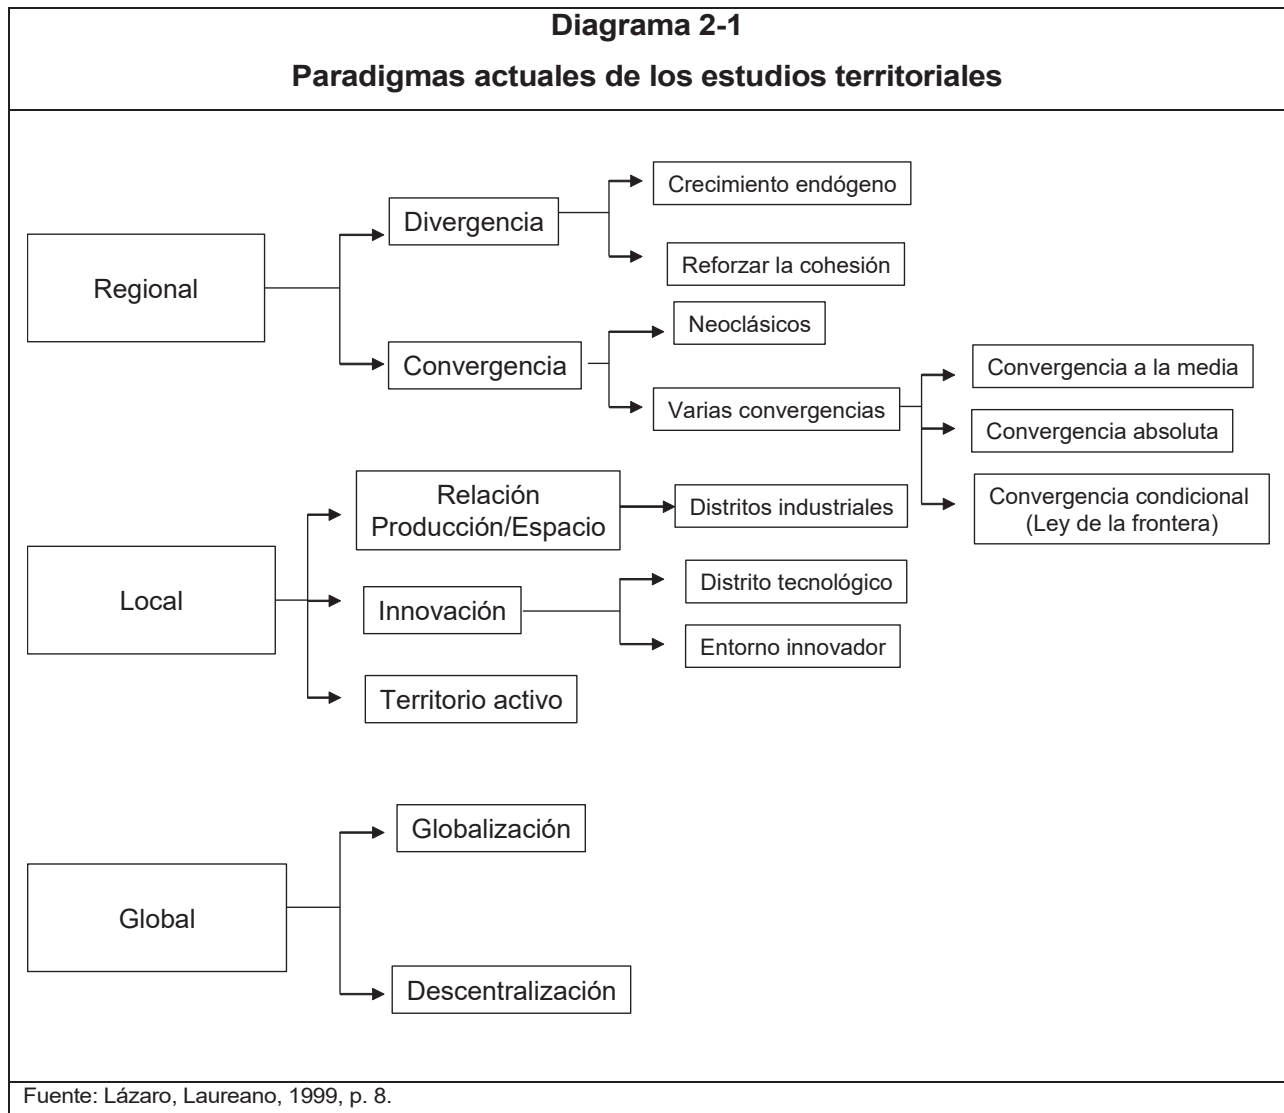 Diagrama 2-1
Paradigmas actuales de los estudios territoriales
Regional
Divergencia
Crecimiento endógeno
Reforzar la cohesión
Convergencia
Neoclásicos
Varias convergencias
Convergencia a la media
Convergencia absoluta
Convergencia condicional
(Ley de la frontera)
Local
Relación
Producción/Espacio
Distritos industriales
Innovación
Distrito tecnológico
Entorno innovador
Territorio activo
Global
Globalización
Descentralización
Fuente: Lázaro, Laureano, 1999, p. 8.